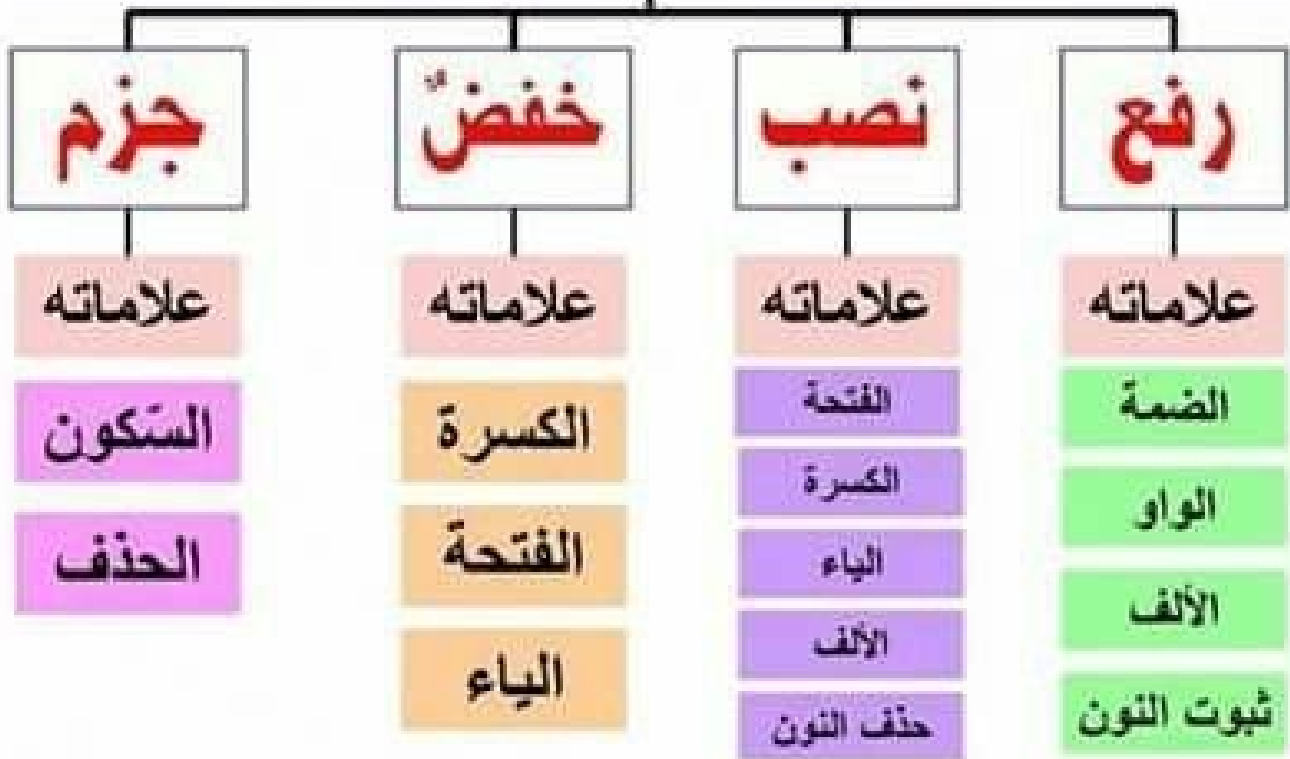 رفع
نصب
خفضٌ
جزم
علاماته
علاماته
علاماته
علاماته
الضمة
الواو
الألف
ثبوت النون
الفتحة
الكسرة
الياء
الألف
حذف النون
الكسرة
الفتحة
الياء
السَكون
الحذف